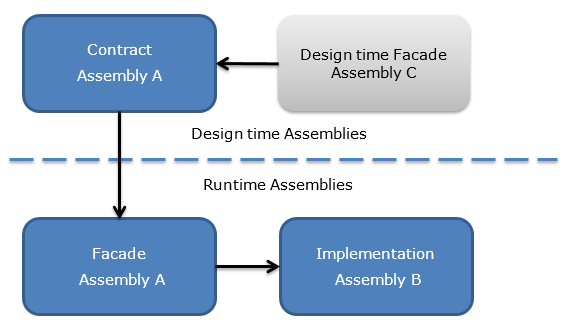 Contract
Assembly A
Design time Facade
Assembly C
Design time Assemblies
Runtime Assemblies
Facade
Assembly A
Implementation
Assembly B